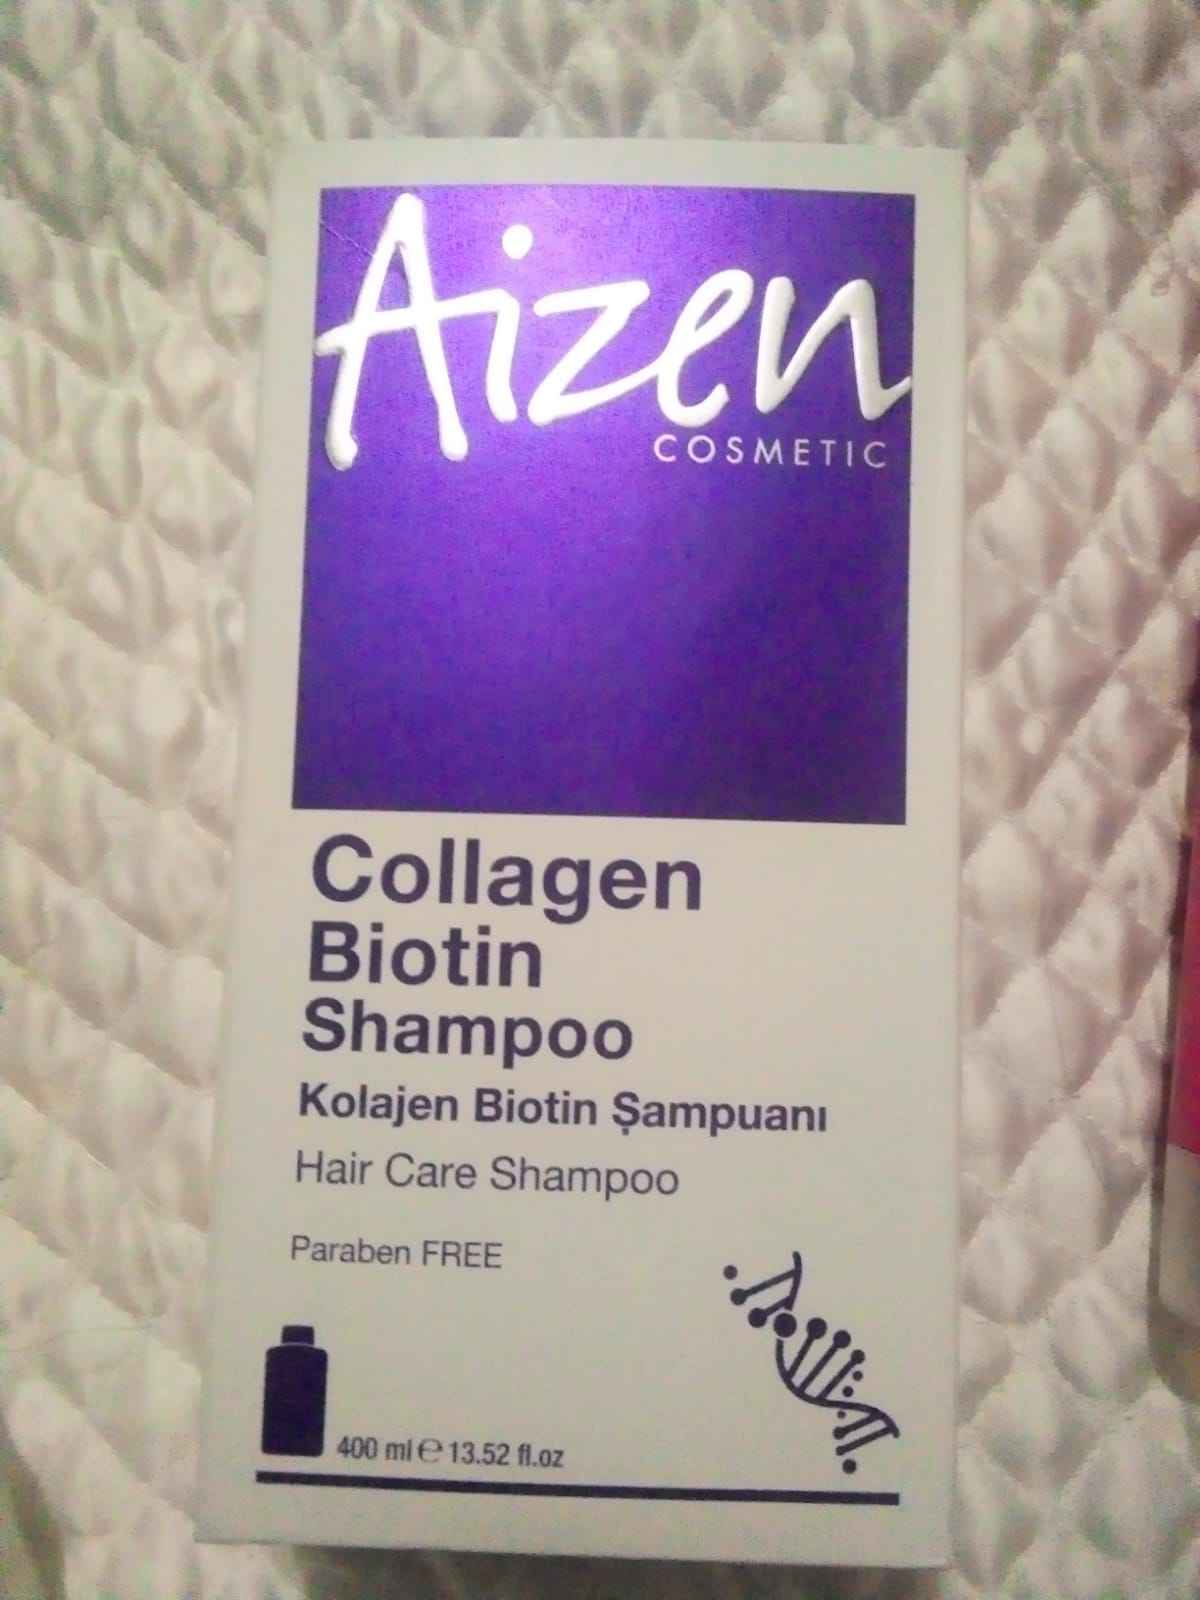 Aizen
COSMETIC
Collagen
Biotin
Shampoo
Kolajen Biotin Şampuanı
Hair Care Shampoo
Paraben FREE
400 ml ℮ 13.52 fl.oz